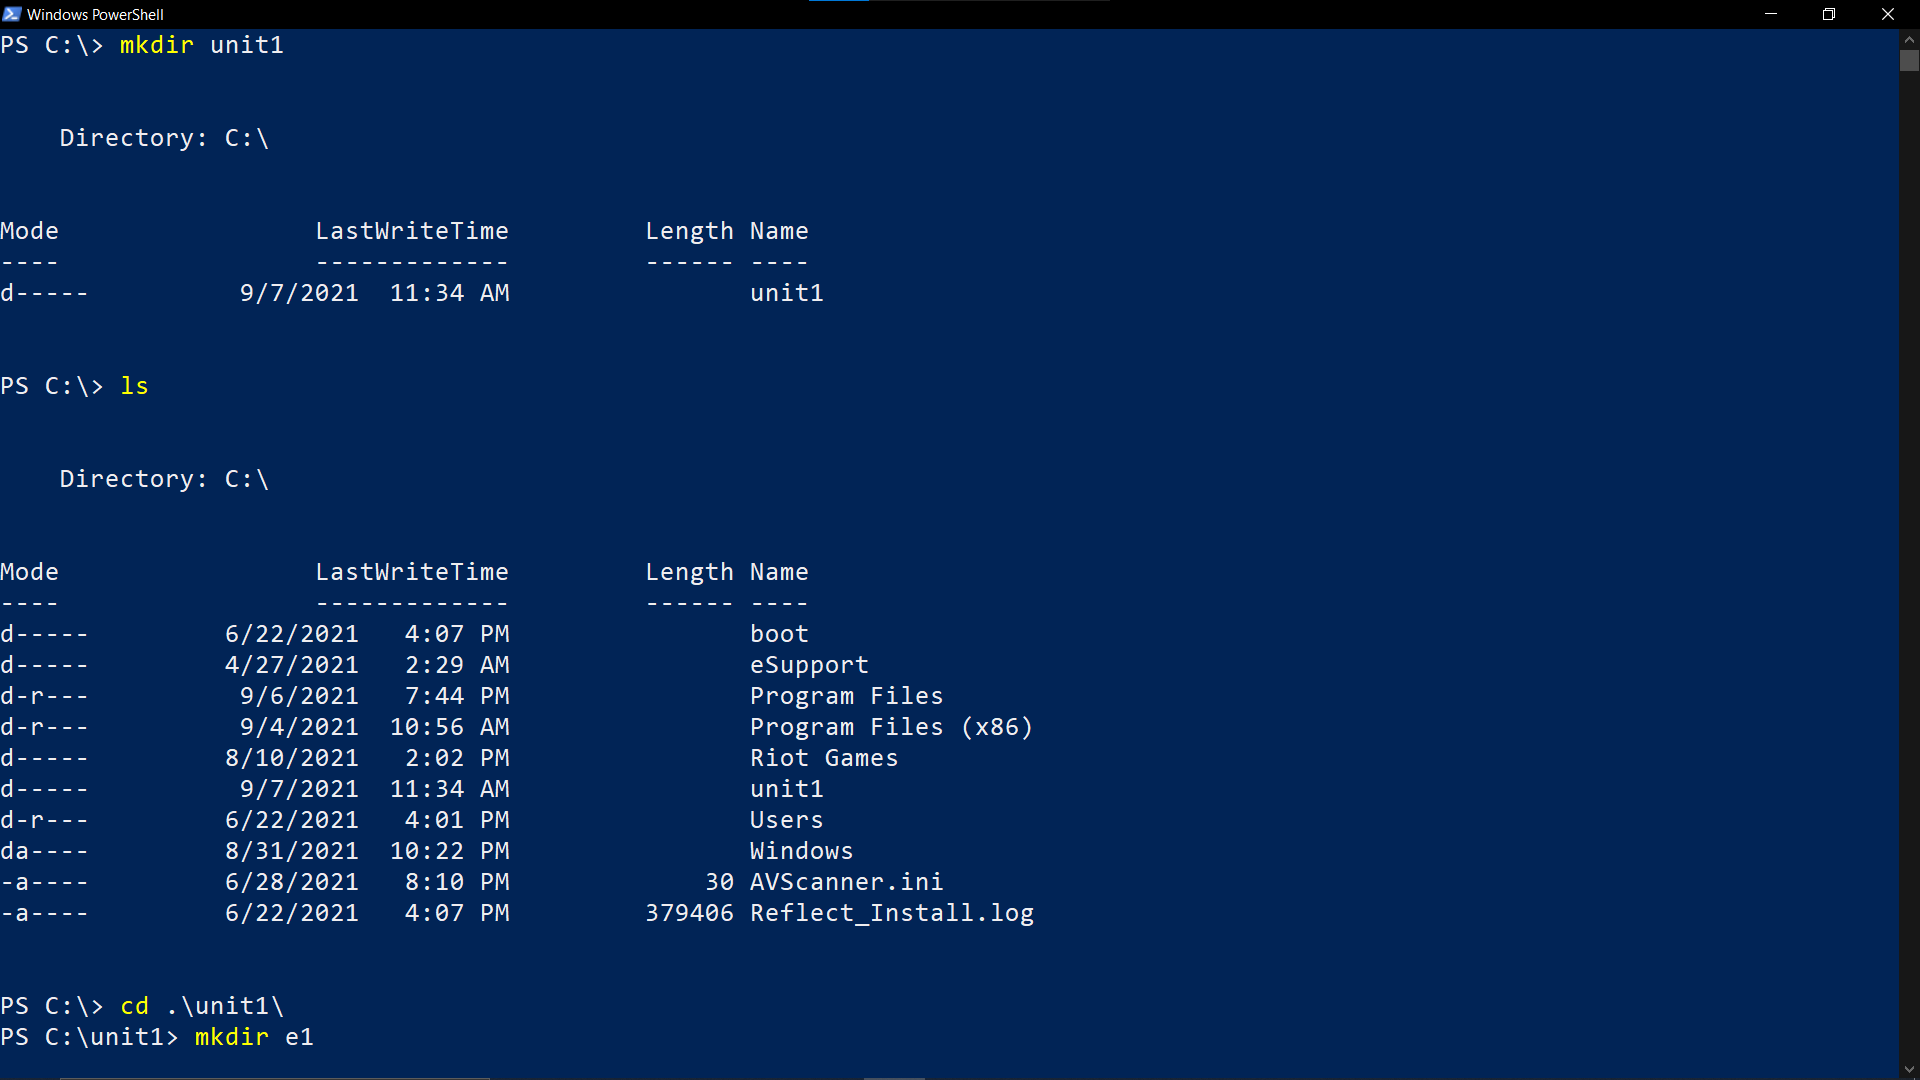 Windows PowerShell
PS C:\> mkdir unit1
Directory: C:\
Mode LastWriteTime Length Name
---- ------------- ------ ----
d----- 9/7/2021 11:34 AM unit1
PS C:\> ls
Directory: C:\
Mode LastWriteTime Length Name
---- ------------- ------ ----
d----- 6/22/2021 4:07 PM boot
d----- 4/27/2021 2:29 AM eSupport
d-r--- 9/6/2021 7:44 PM Program Files
d-r--- 9/4/2021 10:56 AM Program Files (x86)
d----- 8/10/2021 2:02 PM Riot Games
d----- 9/7/2021 11:34 AM unit1
d-r--- 6/22/2021 4:01 PM Users
da---- 8/31/2021 10:22 PM Windows
-a---- 6/28/2021 8:10 PM 30 AVScanner.ini
-a---- 6/22/2021 4:07 PM 379406 Reflect_Install.log
PS C:\> cd .\unit1\
PS C:\unit1> mkdir e1